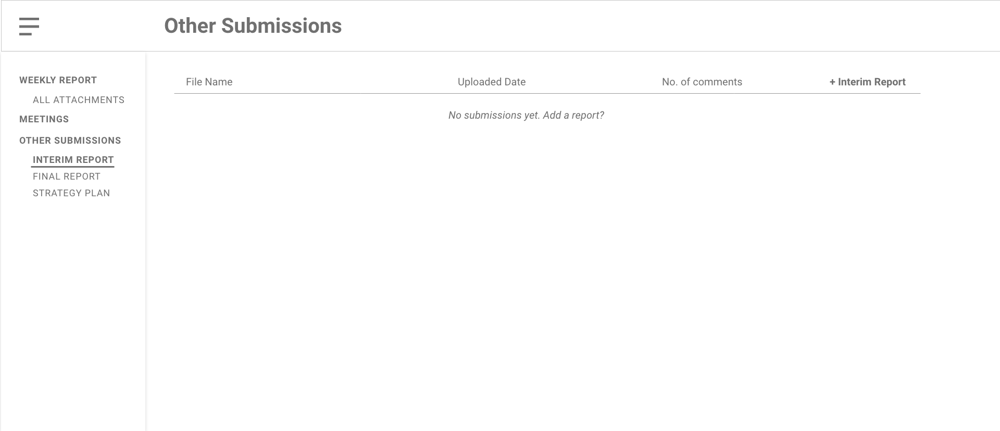 Other Submissions
WEEKLY REPORT
ALL ATTACHMENTS
MEETINGS
OTHER SUBMISSIONS
INTERIM REPORT
FINAL REPORT
STRATEGY PLAN
File Name Uploaded Date No. of comments + Interim Report
No submissions yet. Add a report?